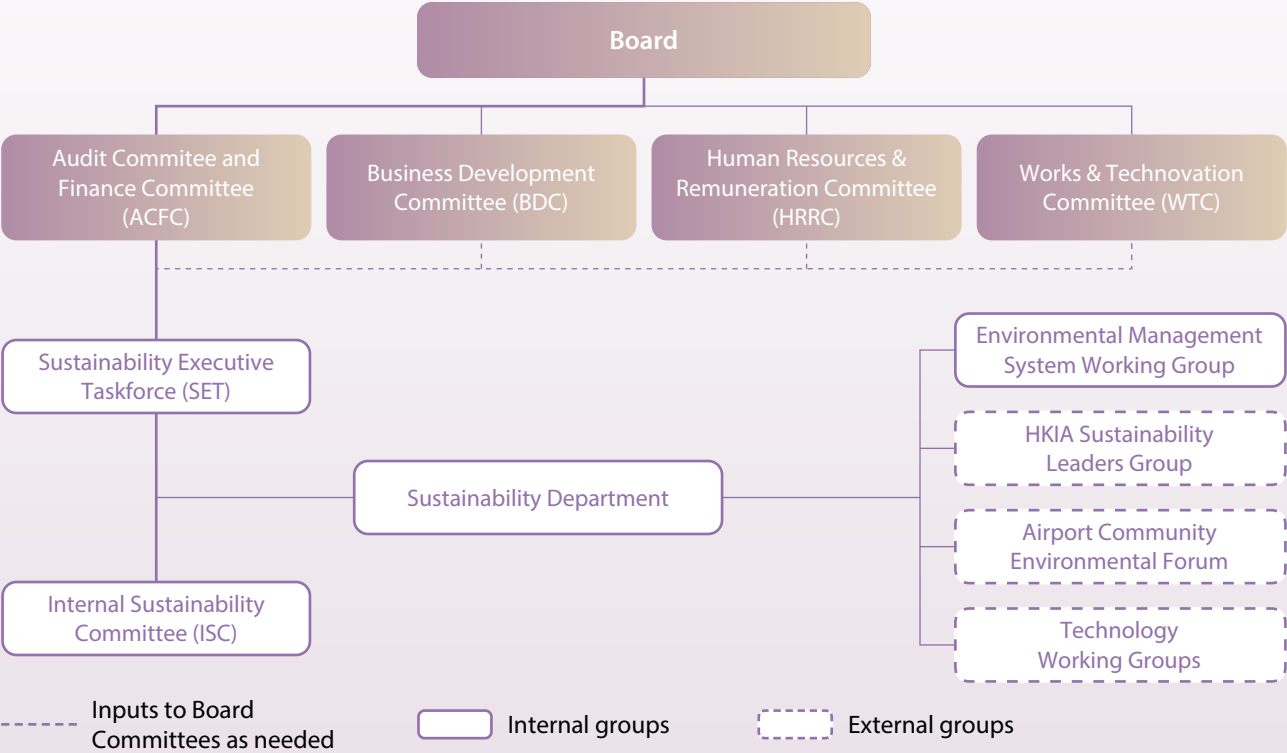 Board
Audit Commitee and
Finance Committee
(ACFC)
Business Development
Committee (BDC)
Human Resources &
Remuneration Committee
(HRRC)
Works & Technovation
Committee (WTC)
Sustainability Executive
Taskforce (SET)
Sustainability Department
Internal Sustainability
Committee (ISC)
Environmental Management
System Working Group
HKIA Sustainability
Leaders Group
Airport Community
Environmental Forum
Technology
Working Groups
Inputs to Board
Committees as needed
Internal groups
External groups